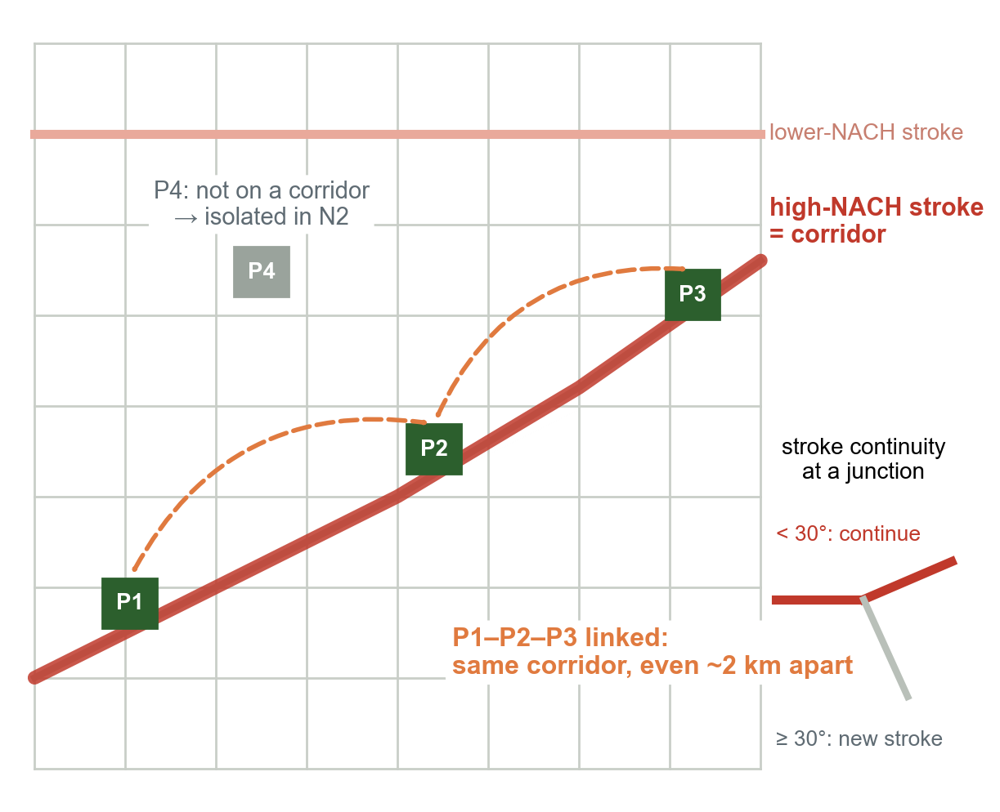 lower-NACH stroke
P4: not on a corridor
→ isolated in N2
high-NACH stroke
= corridor
P4
P3
P2
stroke continuity
at a junction
< 30°: continue
P1
P1–P2–P3 linked:
same corridor, even ~2 km apart
≥ 30°: new stroke